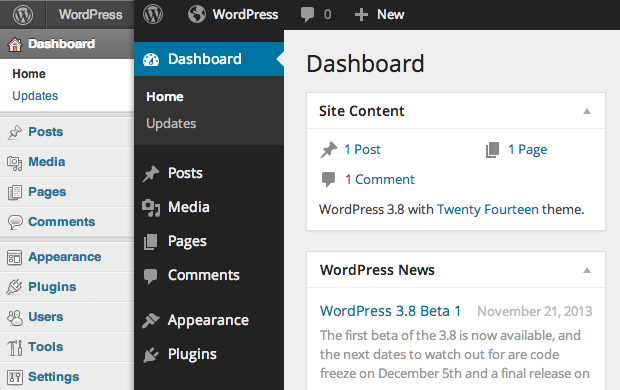 WordPress
Dashboard
Home
Updates
Posts
Media
Pages
Comments
Appearance
Plugins
Users
Tools
Settings
WordPress 0 New
Dashboard
Home
Updates
Posts
Media
Pages
Comments
Appearance
Plugins
Dashboard
Site Content
1 Post 1 Page
1 Comment
WordPress 3.8 with Twenty Fourteen theme.
WordPress News
WordPress 3.8 Beta 1 November 21, 2013
The first beta of the 3.8 is now available, and
the next dates to watch out for are code
freeze on December 5th and a final release on